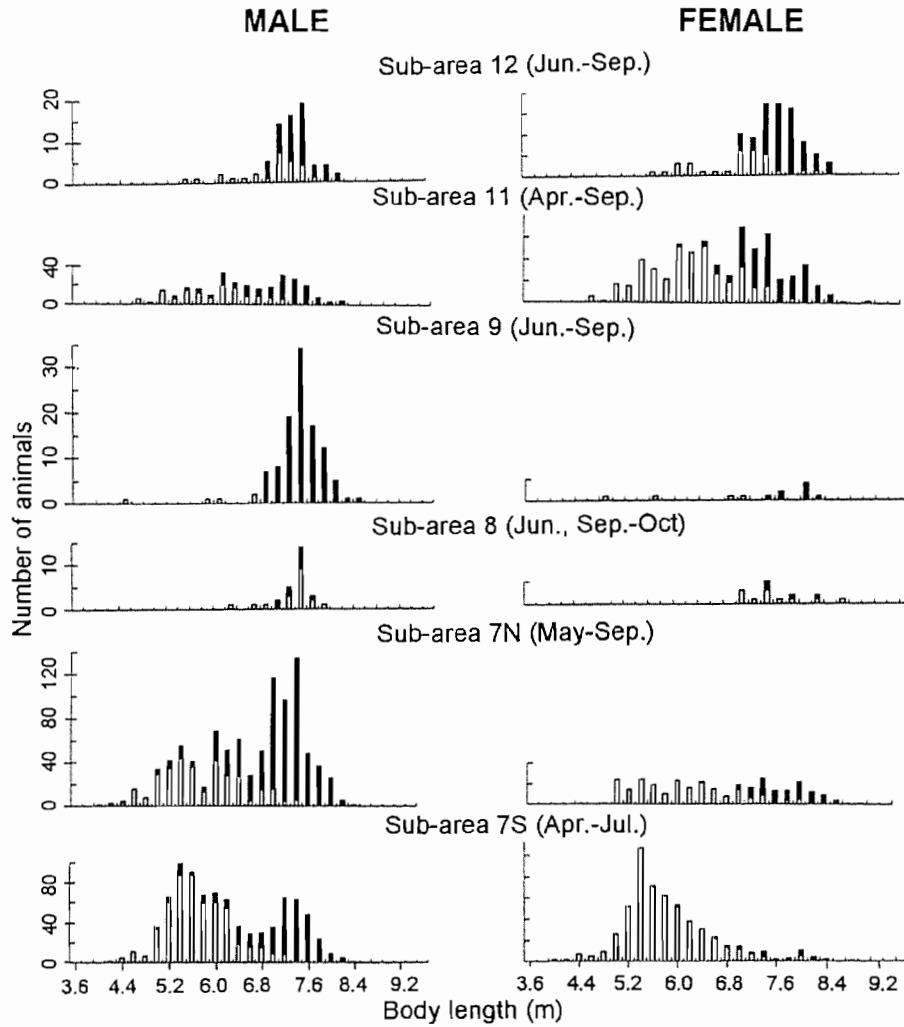 MALE FEMALE
Sub-area 12 (Jun.-Sep.)
20
10
0
Sub-area 11 (Apr.-Sep.)
40
0
Sub-area 9 (Jun.-Sep.)
30
20
10
0
Sub-area 8 (Jun., Sep.-Oct)
10
0
Sub-area 7N (May-Sep.)
120
80
40
0
Sub-area 7S (Apr.-Jul.)
80
40
0
Number of animals
3.6 4.4 5.2 6.0 6.8 7.6 8.4 9.2 3.6 4.4 5.2 6.0 6.8 7.6 8.4 9.2
Body length (m)